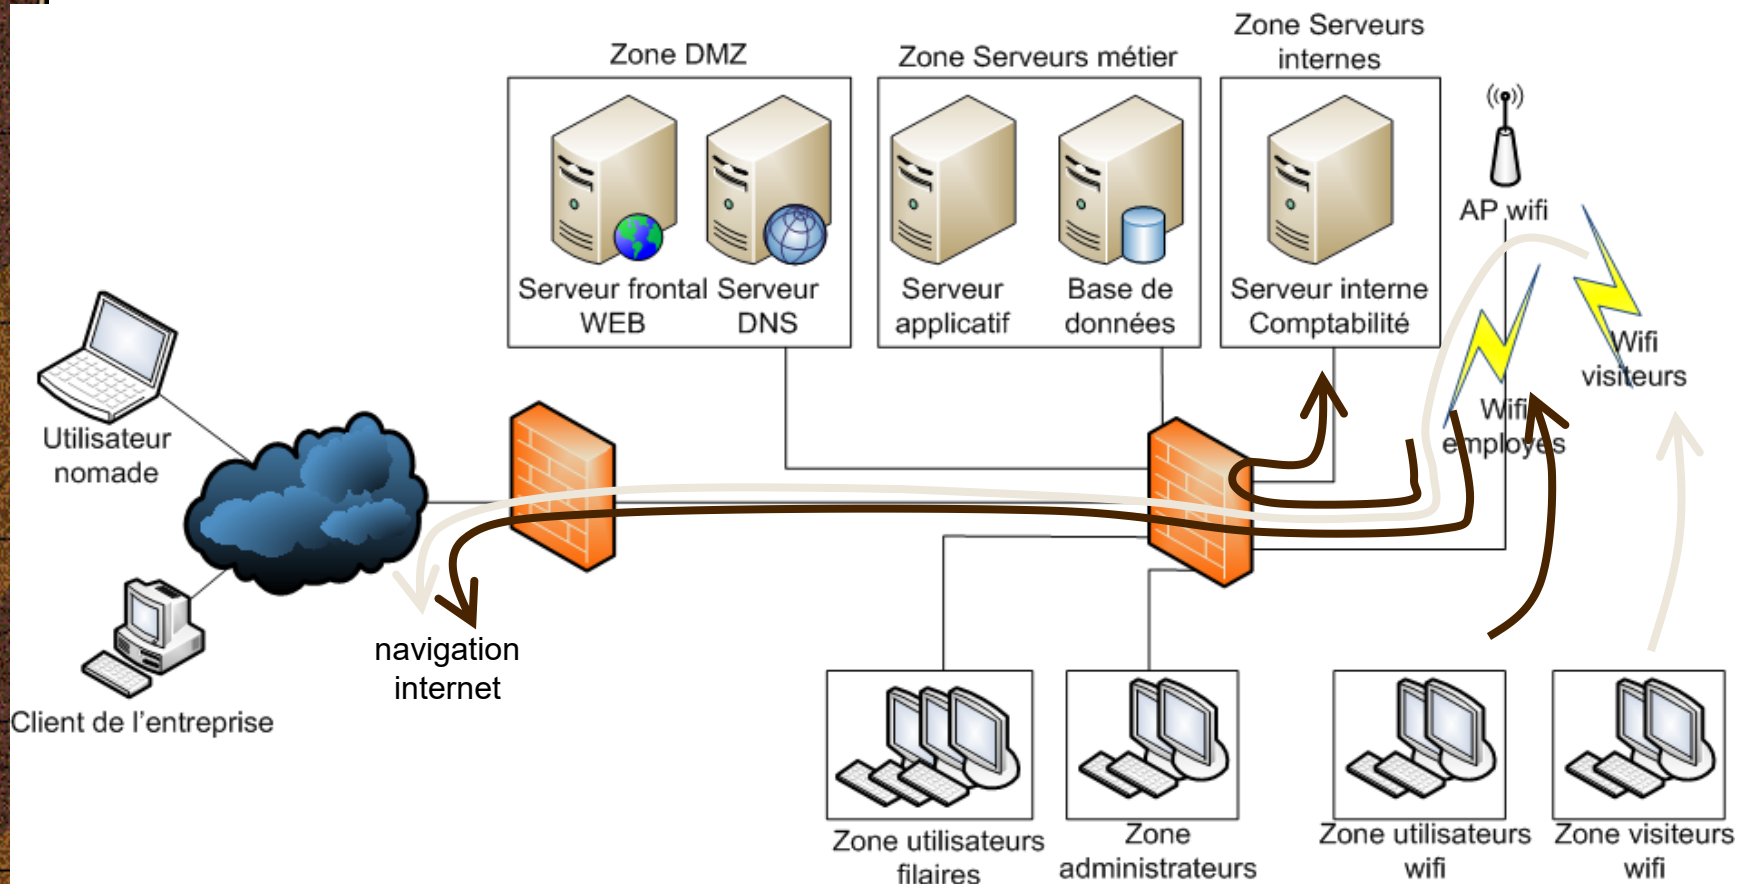 Zone DMZ
Zone Serveurs métier
Zone Serveurs
internes
Serveur frontal
WEB
Serveur
DNS
Serveur
applicatif
Base de
données
Serveur interne
Comptabilité
AP wifi
Wifi
visiteurs
Wifi
employés
Utilisateur
nomade
Client de l'entreprise
navigation
internet
Zone utilisateurs
filaires
Zone
administrateurs
Zone utilisateurs
wifi
Zone visiteurs
wifi